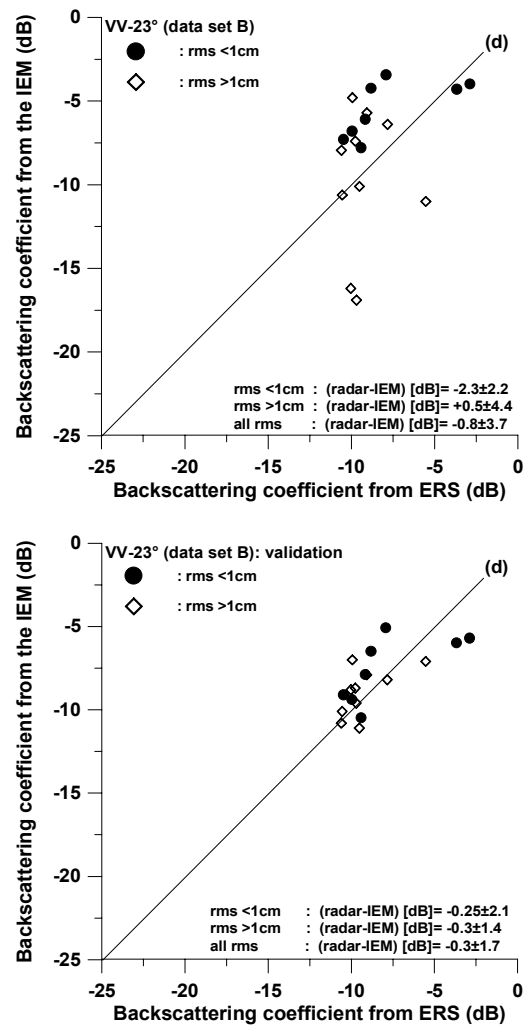 VV-23° (data set B)
(d)
: rms <1cm
: rms >1cm
0
-5
-10
-15
-20
-25
Backscattering coefficient from the IEM (dB)
rms <1cm : (radar-IEM) [dB]= -2.3±2.2
rms >1cm : (radar-IEM) [dB]= +0.5±4.4
all rms : (radar-IEM) [dB]= -0.8±3.7
-25 -20 -15 -10 -5 0
Backscattering coefficient from ERS (dB)
VV-23° (data set B): validation
(d)
: rms <1cm
: rms >1cm
0
-5
-10
-15
-20
-25
Backscattering coefficient from the IEM (dB)
rms <1cm : (radar-IEM) [dB]= -0.25±2.1
rms >1cm : (radar-IEM) [dB]= -0.3±1.4
all rms : (radar-IEM) [dB]= -0.3±1.7
-25 -20 -15 -10 -5 0
Backscattering coefficient from ERS (dB)